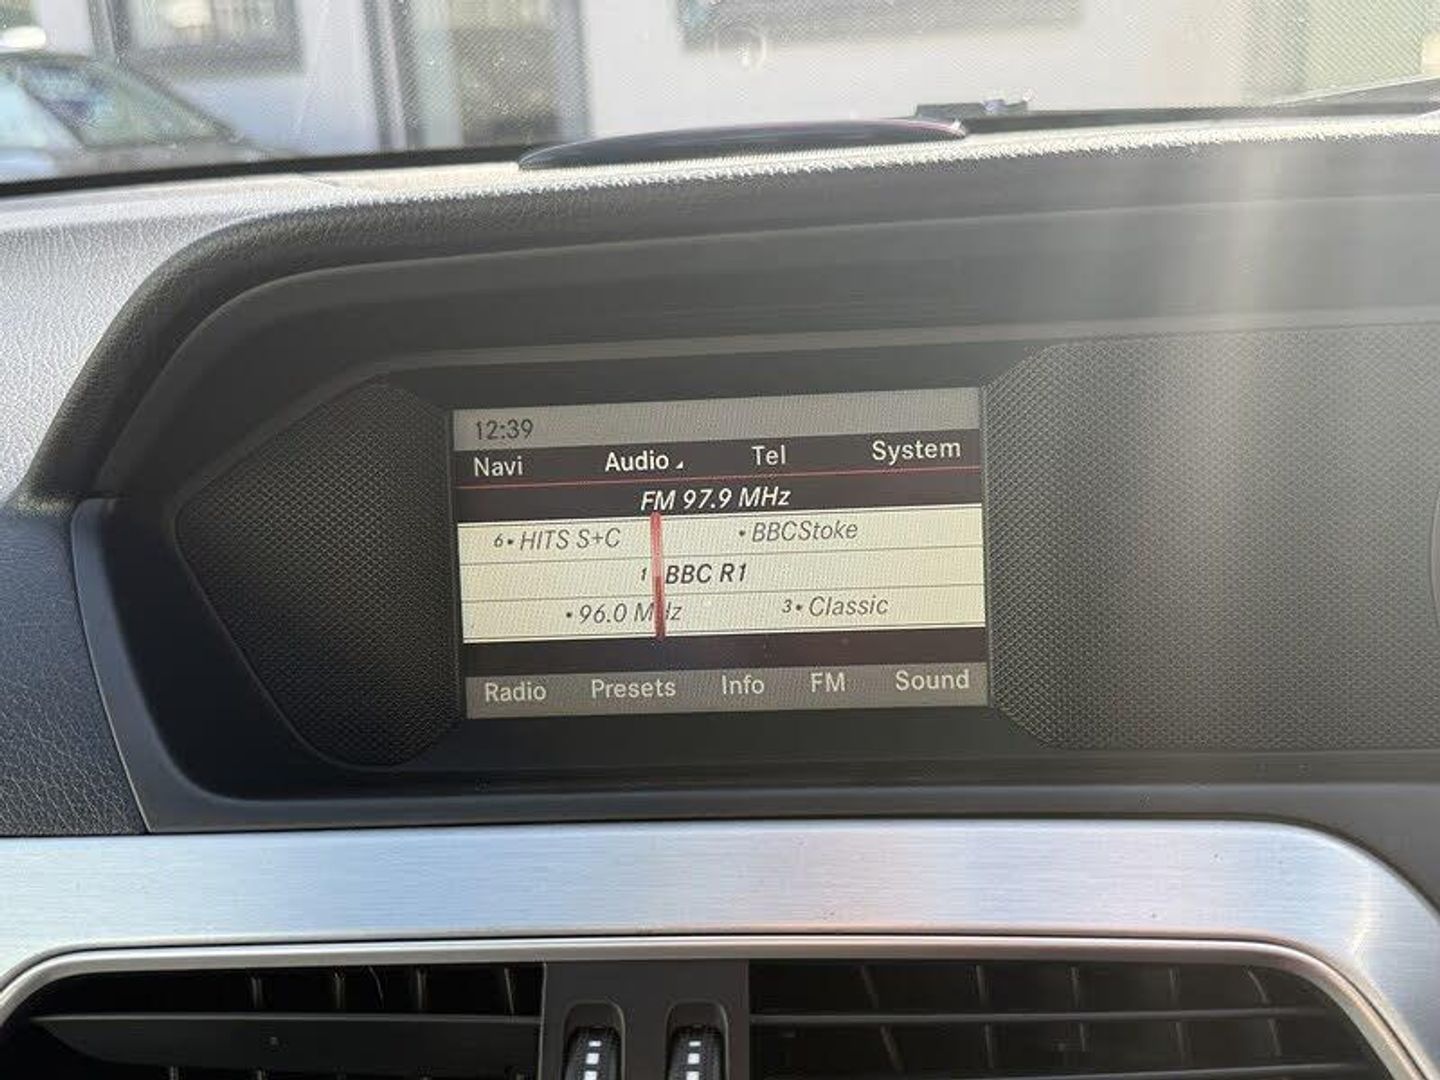 12:39
Navi Audio Tel System
FM 97.9 MHz
6• HITS S+C •BBCStoke
1 BBC R1
•96.0 MHz 3• Classic
Radio Presets Info FM Sound